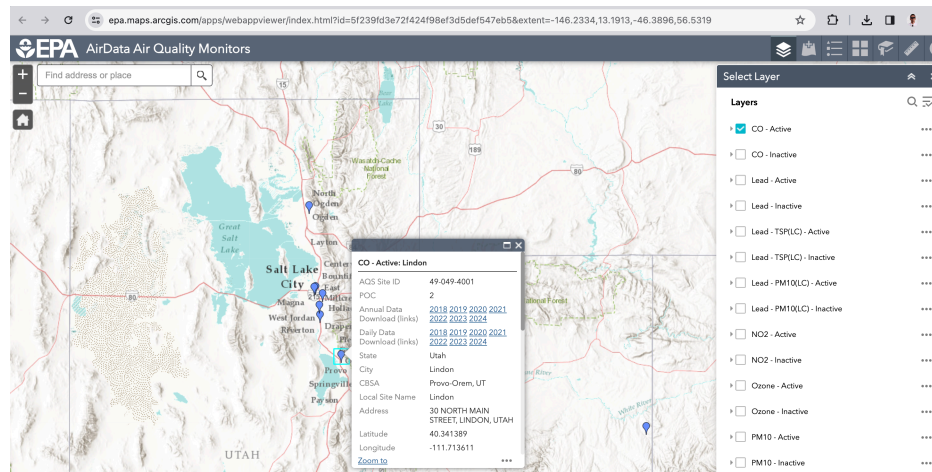 epa.maps.arcgis.com/apps/webappviewer/index.html?id=5f239fd3e72f424f98ef3d5def547eb5&extent=-146.2334,13.1913,-46.3896,56.5319
EPA AirData Air Quality Monitors
+
Find address or place
−
Select Layer
Layers
CO - Active
CO - Inactive
Lead - Active
Lead - Inactive
Lead - TSP(LC) - Active
Lead - TSP(LC) - Inactive
Lead - PM10(LC) - Active
Lead - PM10(LC) - Inactive
NO2 - Active
NO2 - Inactive
Ozone - Active
Ozone - Inactive
PM10 - Active
PM10 - Inactive
15
Bear
Lake
30
189
80
Wasatch-Cache
National
Forest
North
Ogden
Ogden
Great
Salt
Lake
Layton
Salt Lake
City
Center
East
Magna
West Jordan
Riverton
Draper
80
Provo
Springville
Payson
UTAH
White River
CO - Active: Lindon
AQS Site ID 49-049-4001
POC 2
Annual Data 2018 2019 2020 2021
Download (links) 2022 2023 2024
Daily Data 2018 2019 2020 2021
Download (links) 2022 2023 2024
State Utah
City Lindon
CBSA Provo-Orem, UT
Local Site Name Lindon
Address 30 NORTH MAIN
STREET, LINDON, UTAH
Latitude 40.341389
Longitude -111.713611
Zoom to